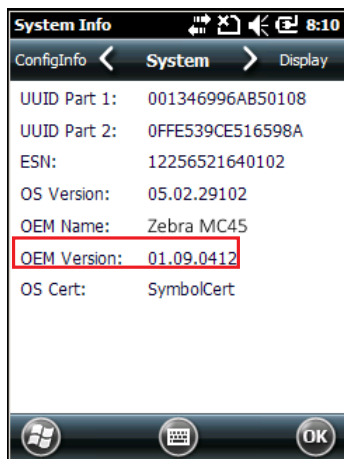 System Info 8:10
ConfigInfo System Display
UUID Part 1: 001346996AB50108
UUID Part 2: 0FFE539CE516598A
ESN: 12256521640102
OS Version: 05.02.29102
OEM Name: Zebra MC45
OEM Version: 01.09.0412
OS Cert: SymbolCert
OK